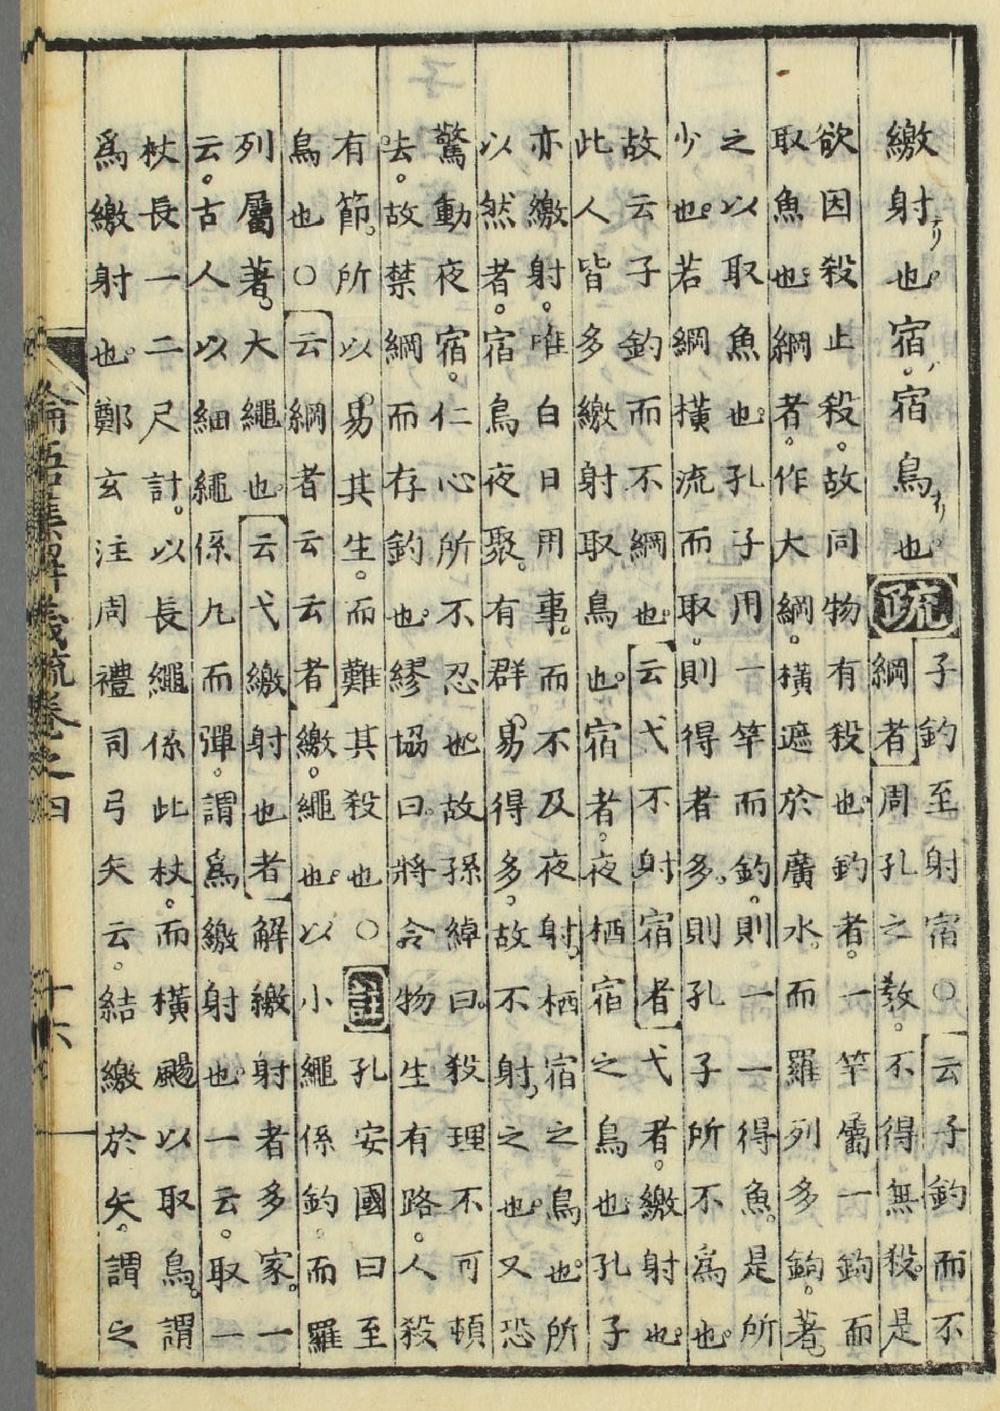 繳射也。宿、宿鳥也。疏
子釣至射宿○云子釣而不
綱者周孔之教。不得無殺。是
欲因殺止殺。故同物有殺也。釣者。一竿屬一鉤而
取魚也。綱者。作大綱。橫遮於廣水。而羅列多鉤。著
之以取魚也。孔子用一竿而釣。則一一得魚。是所
少也。若綱橫流而取。則得者多。則孔子所不爲也。
故云子釣而不綱也。云弋不射宿者弋者。繳射也。
此人皆多繳射取鳥也。宿者。夜栖宿之鳥也孔子
亦繳射。唯白日用事。而不及夜射。栖宿之鳥也。所
以然者。宿鳥夜聚。有群易得多。故不射之也。又恐
驚動夜宿。仁心所不忍也。故孫綽曰。殺理不可頓
去。故禁綱而存釣也。繆協曰。將令物生有路。人殺
有節。所以易其生。而難其殺也○註孔安國曰至
鳥也○云綱者云云者繳。繩也。以小繩係釣。而羅
列屬著。大繩也。云弋繳射也者解繳射者多家。一
云。古人以細繩係九而彈。謂爲繳射也。一云。取一
杖長一二尺計。以長繩係此杖。而橫颺以取鳥。謂
爲繳射也。鄭玄注周禮司弓矢云。結繳於矢。謂之
論語集解義疏卷之四
十六